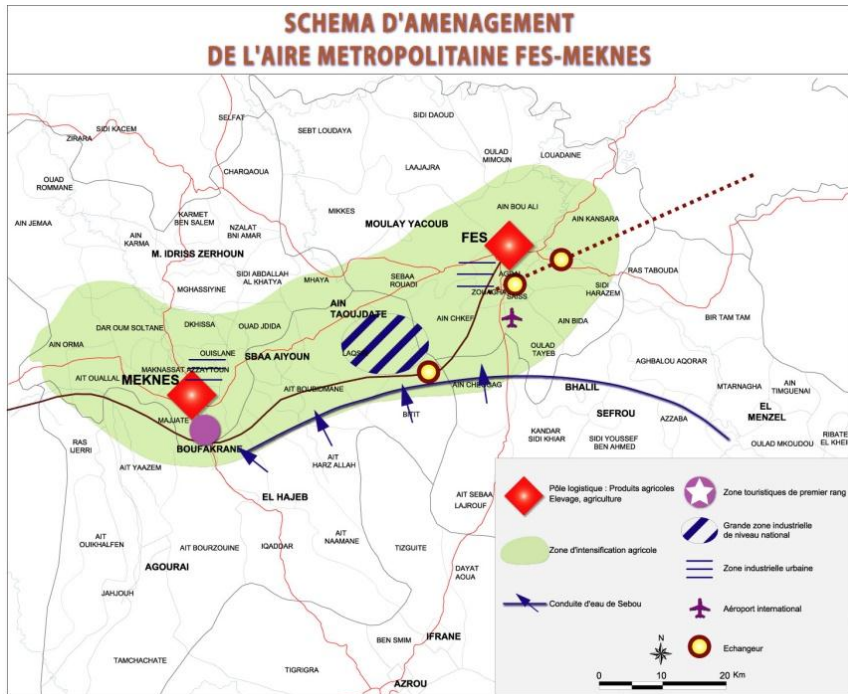 SCHEMA D'AMENAGEMENT
DE L'AIRE METROPOLITAINE FES-MEKNES
SELFAT
SIDI DAOUD
SEBT LOUDAYA
SIDI KACEM
ZIRARA
OULAD
MIMOUN
LOUADAINE
LAAJAJRA
CHARQAOUA
OUAD
ROMMANE
AIN BOU ALI
MIKKES
KARMET
BEN SALEM
NZALAT
BNI AMAR
MOULAY YACOUB
AIN KANSARA
AIN JEMAA
AIN
KARMA
FES
M. IDRISS ZERHOUN
SIDI ABDALLAH
AL KHATYA
MHAYA
SEBAA
ROUADI
AGDAL
RAS TABOUDA
MGHASSIYINE
SIDI
HARAZEM
AIN
TAOUJDATE
DAR OUM SOLTANE
DKHISSA
OUAD JDIDA
AIN CHKEF
AIN BIDA
BIR TAM TAM
AIN ORMA
OUISLANE
SBAA AIYOUN
OULAD
TAYEB
AGHBALOU AQORAR
MAKNASSAT AZZAYTOUN
AIT OUALLAL
MEKNES
AIT BOUBIDMANE
BHALIL
MTARNAGHA
AIN
TIMGUENAI
MAJJATE
BITIT
SEFROU
AZZABA
EL
MENZEL
BOUFAKRANE
KANDAR
SIDI KHIAR
SIDI YOUSSEF
BEN AHMED
OULAD MKOUDOU
RIBATE
EL KHEI
RAS
IJERRI
AIT YAAZEM
AIT
HARZ ALLAH
EL HAJEB
AIT SEBAA
LAJROUF
AIT
OUIKHALFEN
AIT BOURZOUINE
IQADDAR
AIT
NAAMANE
TIZGUITE
AGOURAI
DAYAT
AOUA
JAHJOUH
BEN SMIM
IFRANE
TAMCHACHATE
TIGRIGRA
AZROU
Pôle logistique : Produits agricoles
Elevage, agriculture
Zone touristiques de premier rang
Grande zone industrielle
de niveau national
Zone d'intensification agricole
Zone industrielle urbaine
Conduite d'eau de Sebou
Aéroport international
Echangeur
N
0 10 20 Km